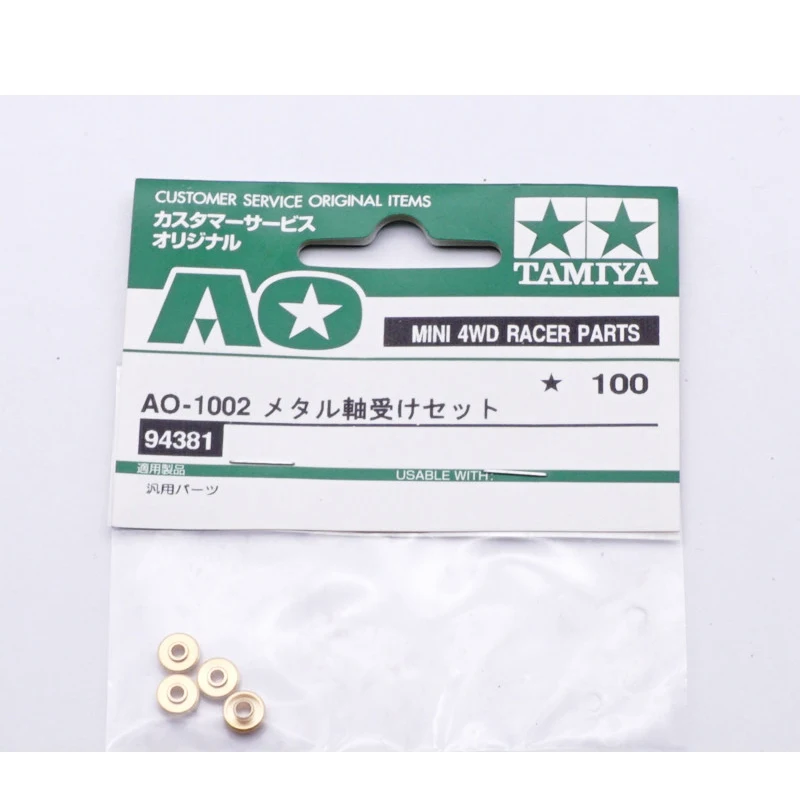 CUSTOMER SERVICE ORIGINAL ITEMS
カスタマーサービス
オリジナル
TAMIYA
AO
MINI 4WD RACER PARTS
★ 100
AO-1002 メタル軸受けセット
94381
適用製品
USABLE WITH:
汎用パーツ